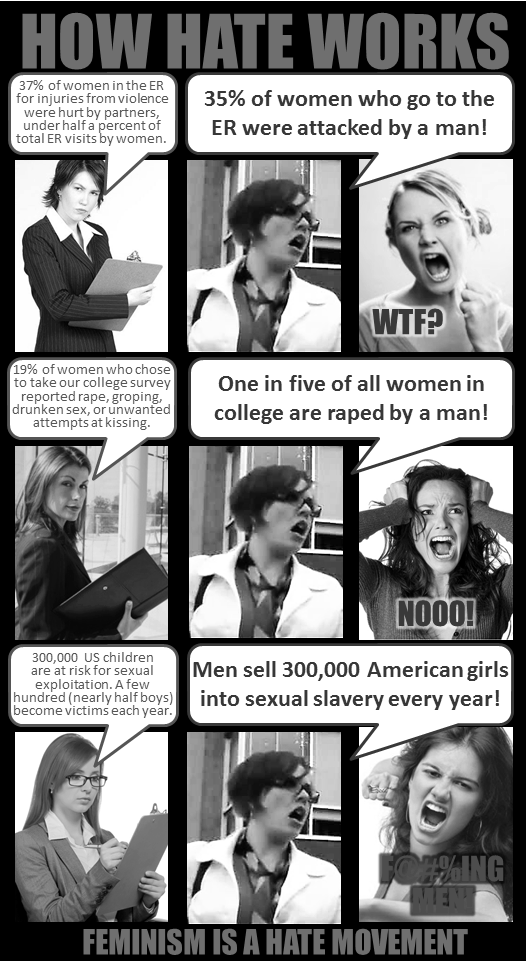 HOW HATE WORKS
37% of women in the ER
for injuries from violence
were hurt by partners,
under half a percent of
total ER visits by women.
35% of women who go to the
ER were attacked by a man!
WTF?
19% of women who chose
to take our college survey
reported rape, groping,
drunken sex, or unwanted
attempts at kissing.
One in five of all women in
college are raped by a man!
NOOO!
300,000 US children
are at risk for sexual
exploitation. A few
hundred (nearly half boys)
become victims each year.
Men sell 300,000 American girls
into sexual slavery every year!
F@#%ING
MEN!
FEMINISM IS A HATE MOVEMENT